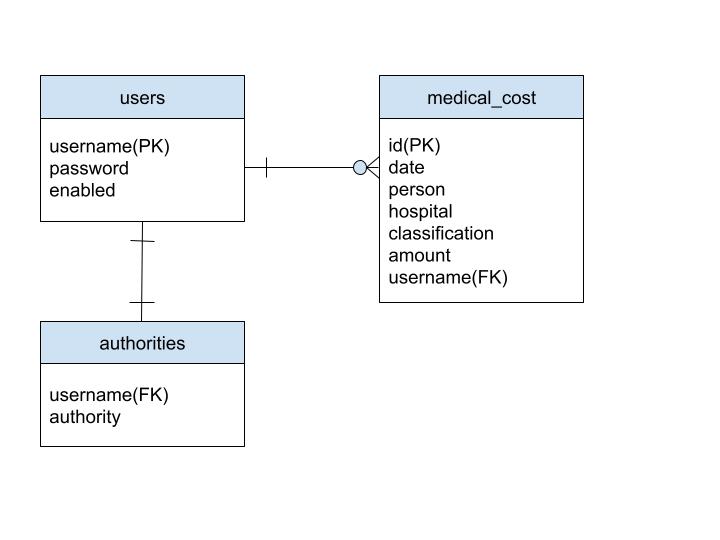 users
username(PK)
password
enabled
medical_cost
id(PK)
date
person
hospital
classification
amount
username(FK)
authorities
username(FK)
authority